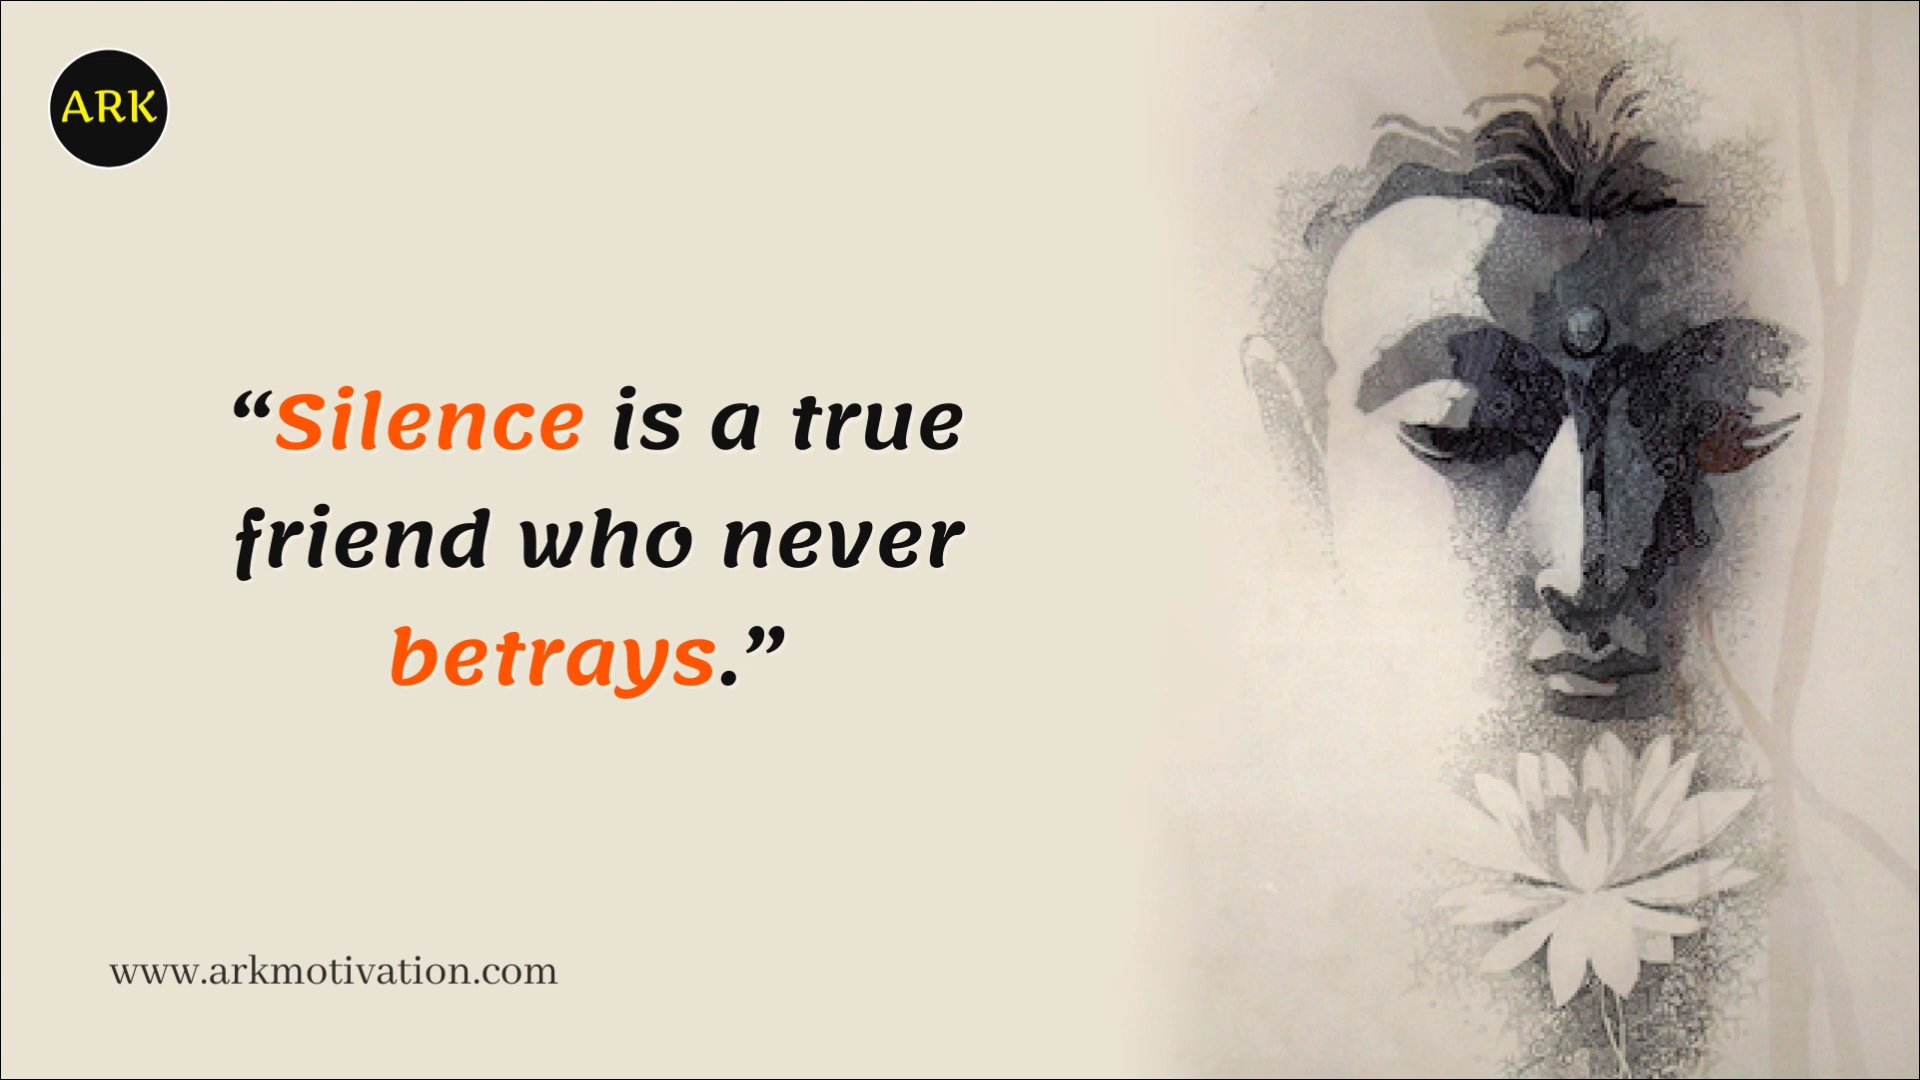 ARK
“Silence is a true
friend who never
betrays.”
www.arkmotivation.com